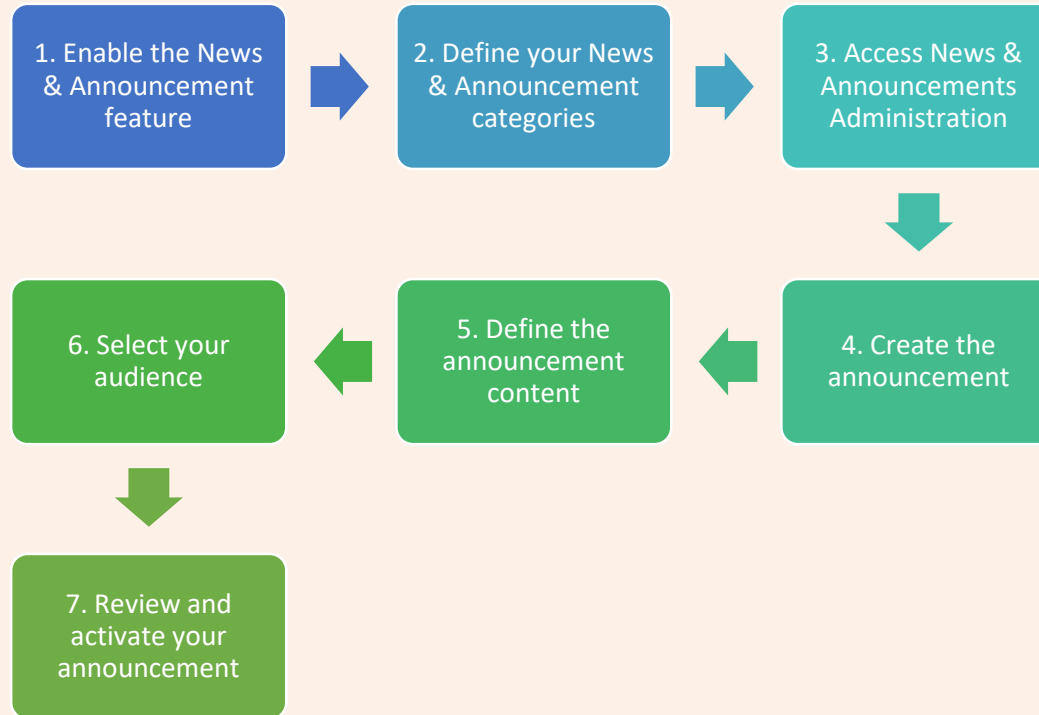 1. Enable the News
& Announcement
feature
2. Define your News
& Announcement
categories
3. Access News &
Announcements
Administration
4. Create the
announcement
5. Define the
announcement
content
6. Select your
audience
7. Review and
activate your
announcement